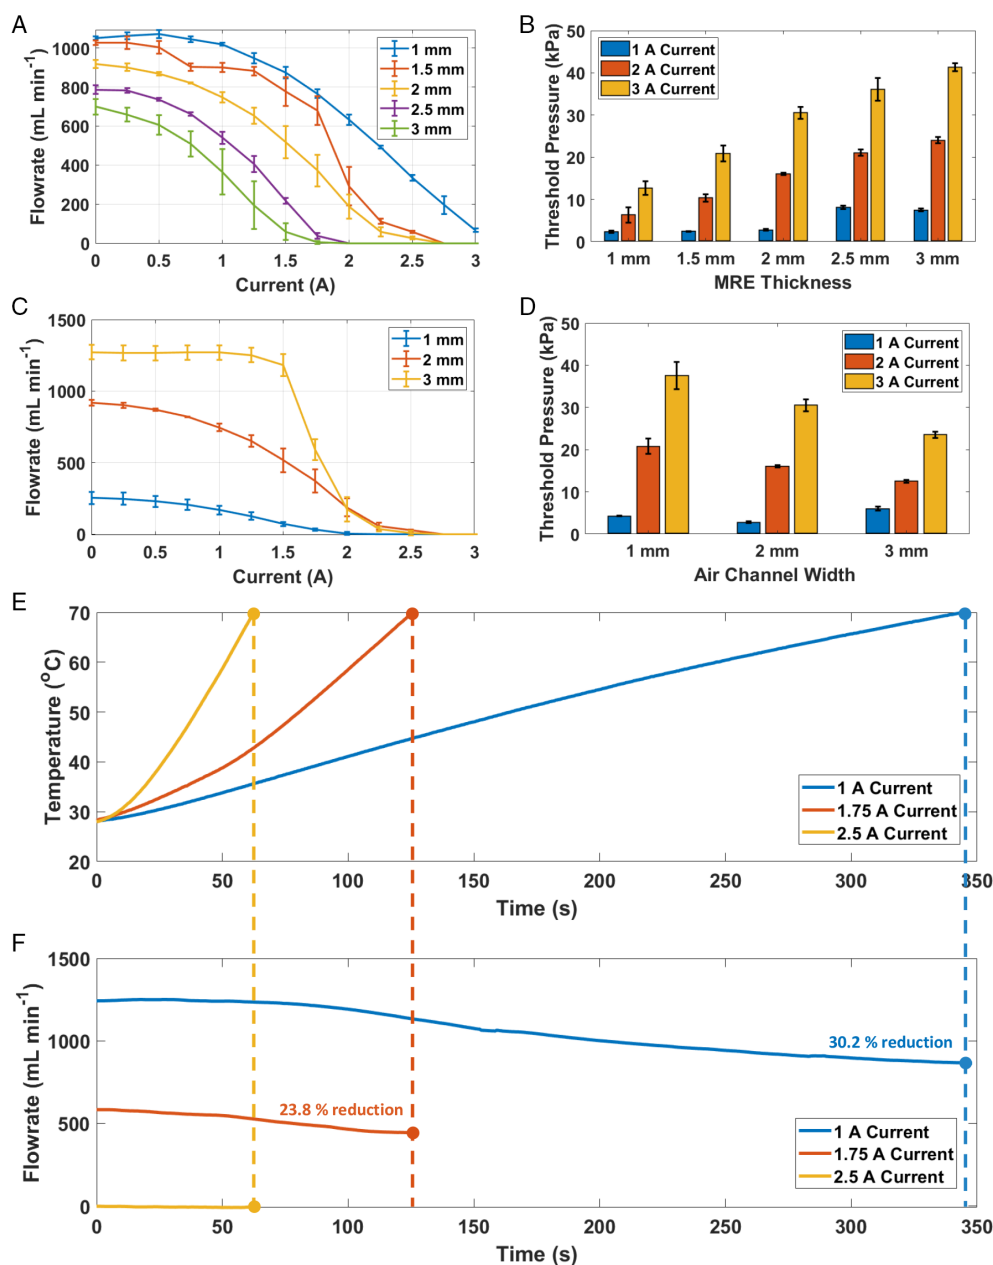 A
1000
800
600
400
200
0
Flowrate (mL min-1)
0 0.5 1 1.5 2 2.5 3
Current (A)
1 mm
1.5 mm
2 mm
2.5 mm
3 mm
B
50
40
30
20
10
0
Threshold Pressure (kPa)
1 A Current
2 A Current
3 A Current
1 mm 1.5 mm 2 mm 2.5 mm 3 mm
MRE Thickness
C
1500
1000
500
0
Flowrate (mL min-1)
0 0.5 1 1.5 2 2.5 3
Current (A)
1 mm
2 mm
3 mm
D
50
40
30
20
10
0
Threshold Pressure (kPa)
1 A Current
2 A Current
3 A Current
1 mm 2 mm 3 mm
Air Channel Width
E
70
60
50
40
30
20
Temperature (oC)
1 A Current
1.75 A Current
2.5 A Current
0 50 100 150 200 250 300 350
Time (s)
F
1500
1000
500
0
Flowrate (mL min-1)
30.2 % reduction
23.8 % reduction
1 A Current
1.75 A Current
2.5 A Current
0 50 100 150 200 250 300 350
Time (s)